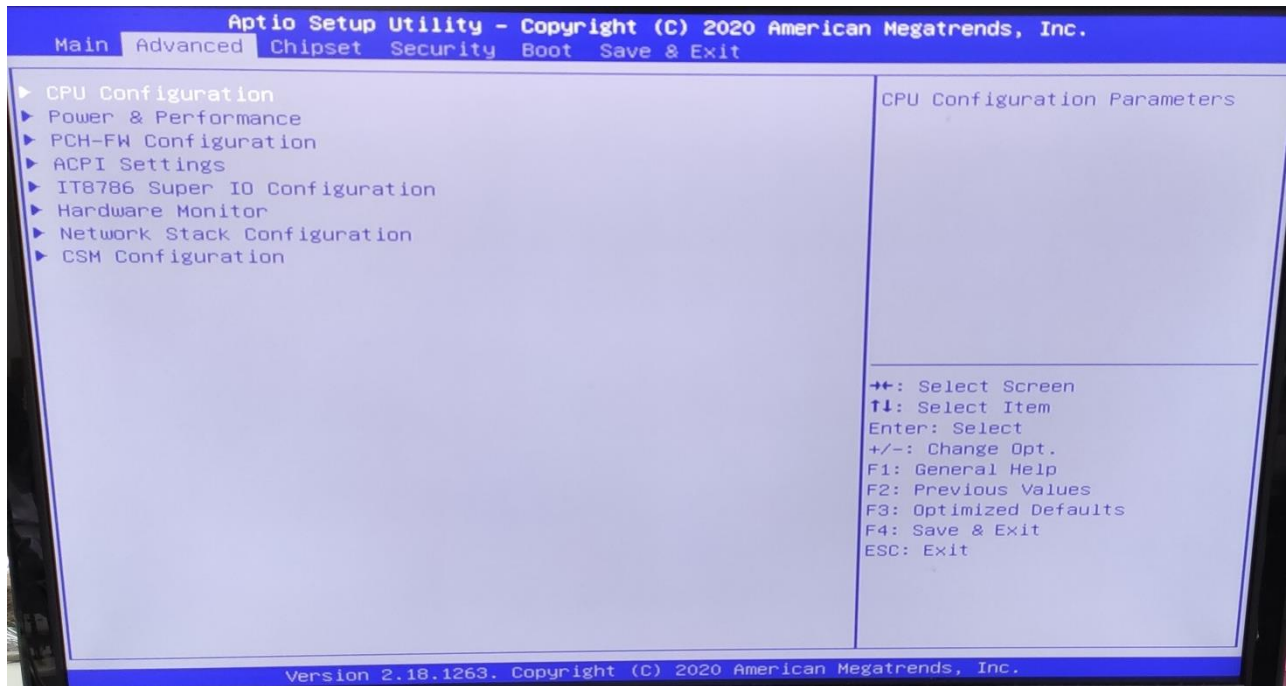 Aptio Setup Utility – Copyright (C) 2020 American Megatrends, Inc.
Main Advanced Chipset Security Boot Save & Exit
► CPU Configuration
► Power & Performance
► PCH-FW Configuration
► ACPI Settings
► IT8786 Super IO Configuration
► Hardware Monitor
► Network Stack Configuration
► CSM Configuration
CPU Configuration Parameters
→←: Select Screen
↑↓: Select Item
Enter: Select
+/-: Change Opt.
F1: General Help
F2: Previous Values
F3: Optimized Defaults
F4: Save & Exit
ESC: Exit
Version 2.18.1263. Copyright (C) 2020 American Megatrends, Inc.